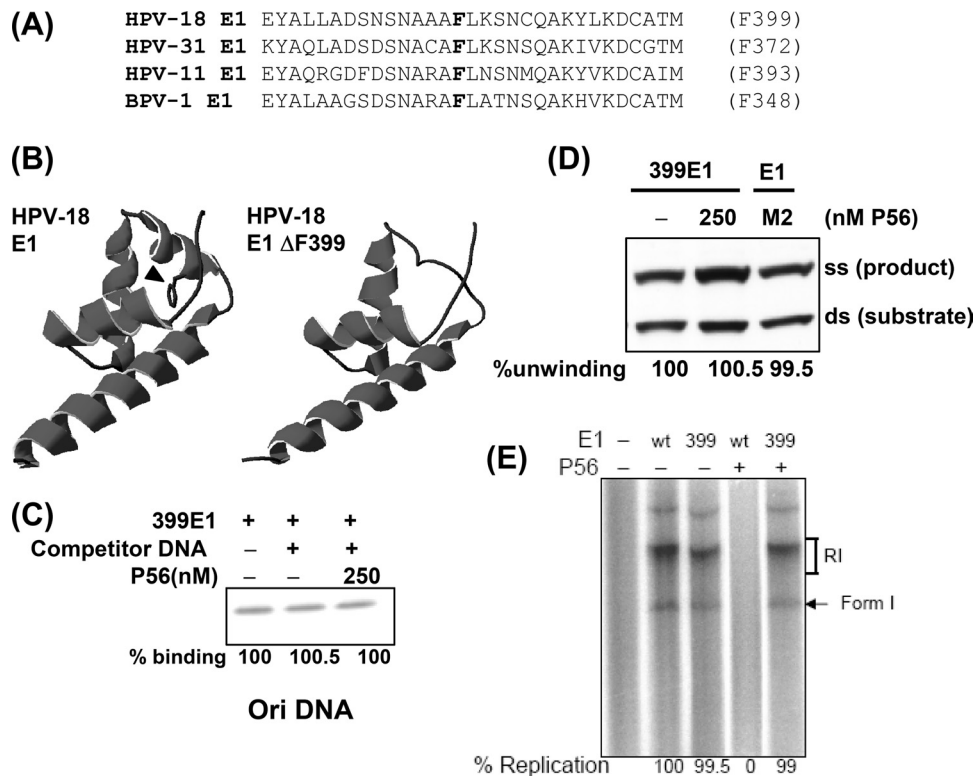 (A)
HPV-18 E1 EYALLADSNSNAAAFLKSNCQAKYLKDCATM (F399)
HPV-31 E1 KYAQLADSDSNACAFLKSNSQAKIVKDCGTM (F372)
HPV-11 E1 EYAQRGDFDSNARAFLNSNMQAKYVKDCAIM (F393)
BPV-1 E1 EYALAAGSDSNARAFLATNSQAKHVKDCATM (F348)
(B)
HPV-18
E1
HPV-18
E1 ΔF399
(C)
399E1 + + +
Competitor DNA – + +
P56(nM) – – 250
% binding 100 100.5 100
Ori DNA
(D)
399E1 E1
– 250 M2 (nM P56)
ss (product)
ds (substrate)
%unwinding 100 100.5 99.5
(E)
E1 – wt 399 wt 399
P56 – – – + +
RI
Form I
% Replication 100 99.5 0 99